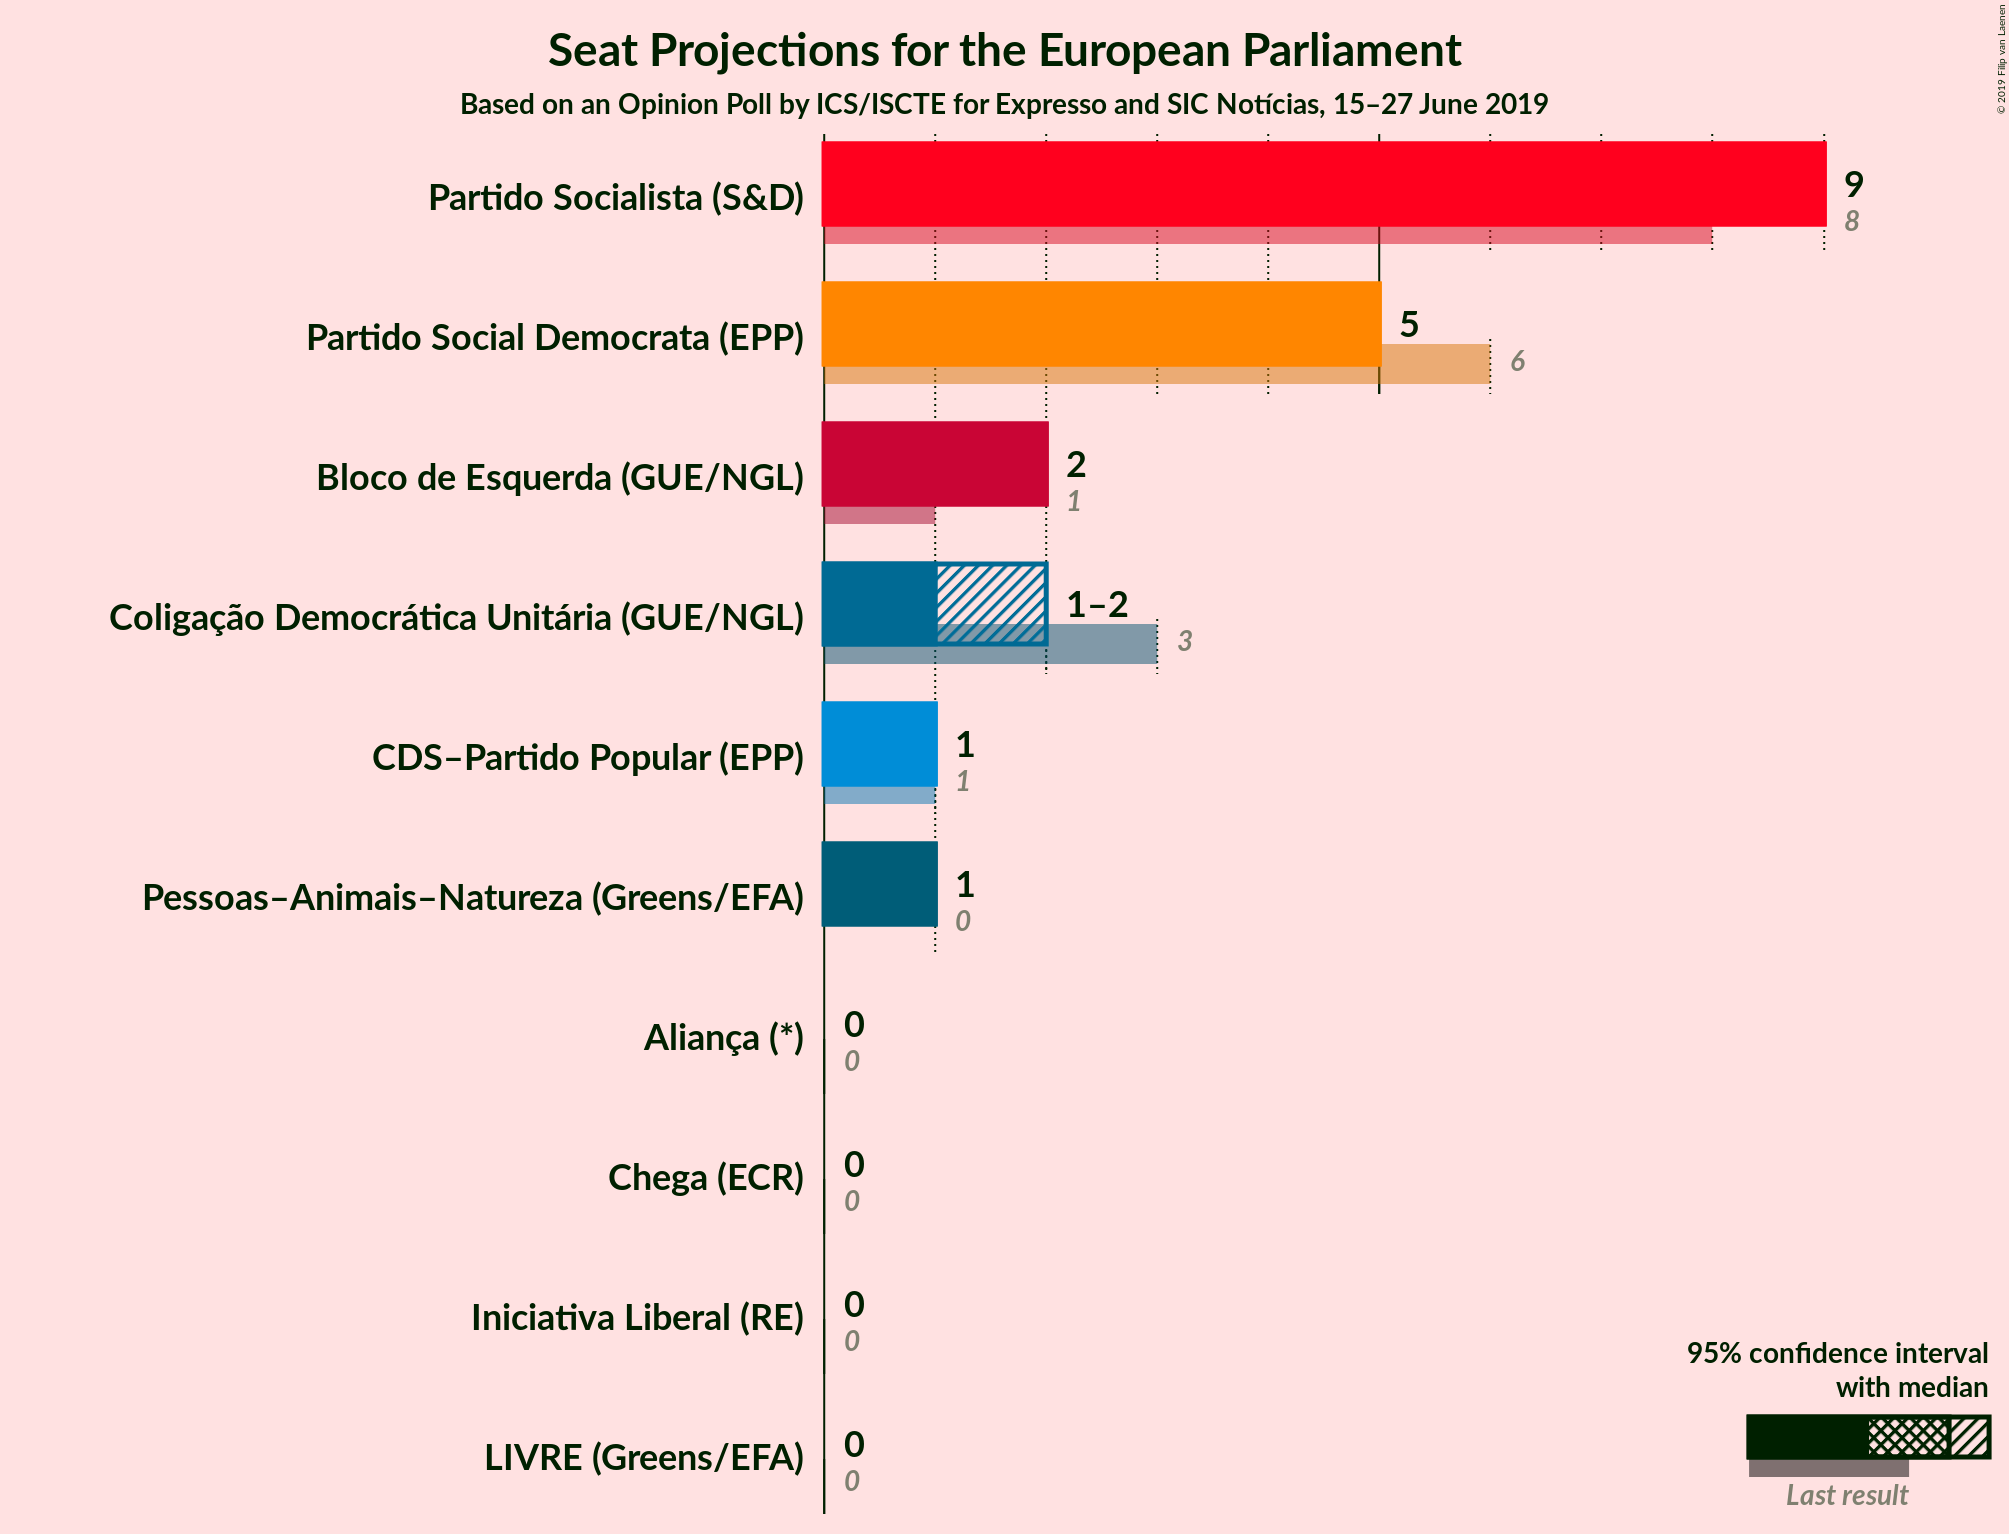 Seat Projections for the European Parliament
Based on an Opinion Poll by ICS/ISCTE for Expresso and SIC Notícias, 15–27 June 2019
© 2019 Filip van Laenen
Partido Socialista (S&D)
9
8
Partido Social Democrata (EPP)
5
6
Bloco de Esquerda (GUE/NGL)
2
1
Coligação Democrática Unitária (GUE/NGL)
1–2
3
CDS–Partido Popular (EPP)
1
1
Pessoas–Animais–Natureza (Greens/EFA)
1
0
Aliança (*)
0
0
Chega (ECR)
0
0
Iniciativa Liberal (RE)
0
0
LIVRE (Greens/EFA)
0
0
95% confidence interval
with median
Last result